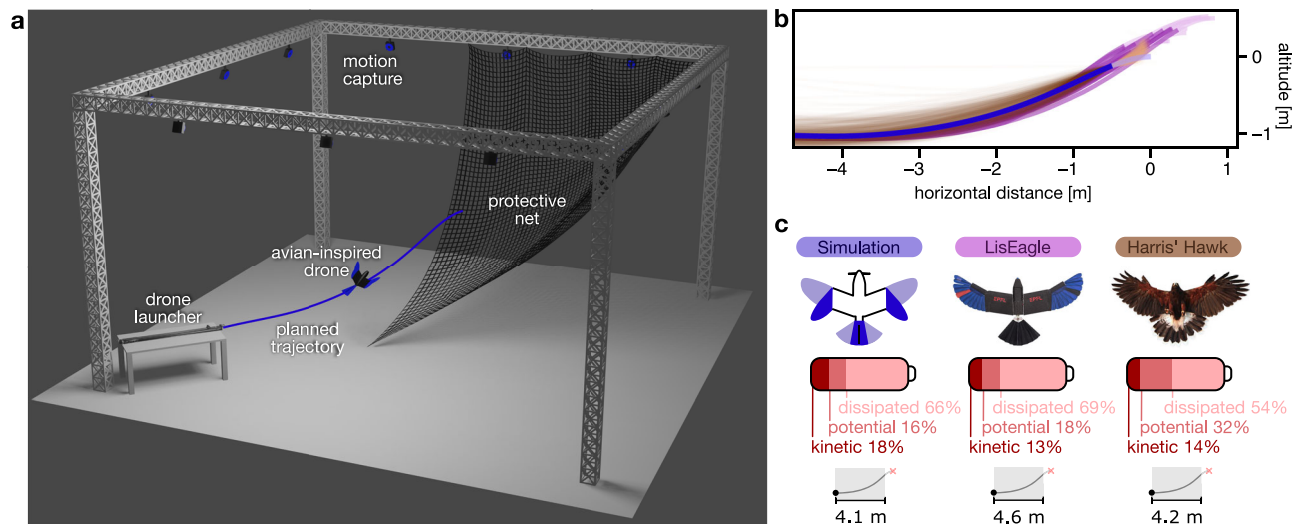 a
motion
capture
protective
net
avian-inspired
drone
drone
launcher
planned
trajectory
b
0
−1
altitude [m]
−4
−3
−2
−1
0
1
horizontal distance [m]
c
Simulation
LisEagle
Harris' Hawk
EPFL
EPFL
dissipated 66%
potential 16%
kinetic 18%
dissipated 69%
potential 18%
kinetic 13%
dissipated 54%
potential 32%
kinetic 14%
4.1 m
4.6 m
4.2 m